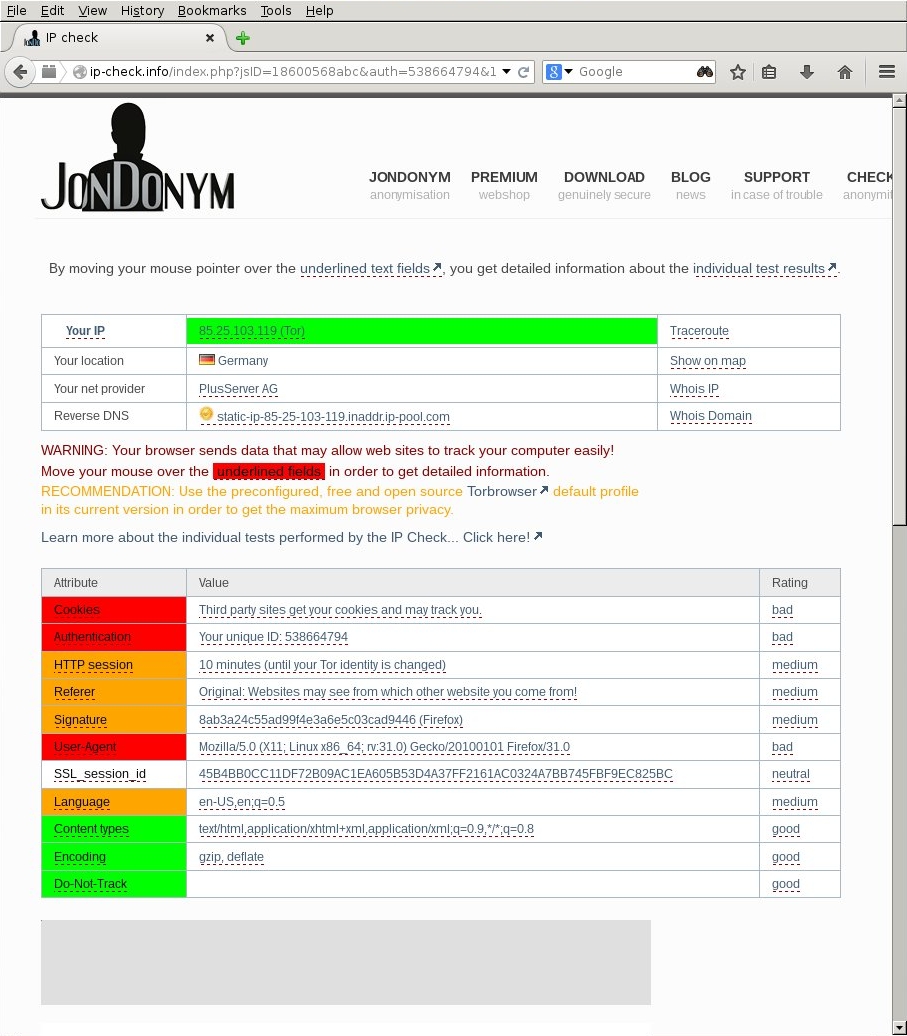 File Edit View History Bookmarks Tools Help
IP check
ip-check.info/index.php?jsID=18600568abc&auth=538664794&1
Google
JONDONYM
JONDONYM PREMIUM DOWNLOAD BLOG SUPPORT CHECK
anonymisation webshop genuinely secure news in case of trouble anonymit
By moving your mouse pointer over the underlined text fields, you get detailed information about the individual test results.
Your IP 85.25.103.119 (Tor) Traceroute
Your location Germany Show on map
Your net provider PlusServer AG Whois IP
Reverse DNS static-ip-85-25-103-119.inaddr.ip-pool.com Whois Domain
WARNING: Your browser sends data that may allow web sites to track your computer easily!
Move your mouse over the underlined fields in order to get detailed information.
RECOMMENDATION: Use the preconfigured, free and open source Torbrowser default profile
in its current version in order to get the maximum browser privacy.
Learn more about the individual tests performed by the IP Check... Click here!
Attribute Value Rating
Cookies Third party sites get your cookies and may track you. bad
Authentication Your unique ID: 538664794 bad
HTTP session 10 minutes (until your Tor identity is changed) medium
Referer Original: Websites may see from which other website you come from! medium
Signature 8ab3a24c55ad99f4e3a6e5c03cad9446 (Firefox) medium
User-Agent Mozilla/5.0 (X11; Linux x86_64; rv:31.0) Gecko/20100101 Firefox/31.0 bad
SSL_session_id 45B4BB0CC11DF72B09AC1EA605B53D4A37FF2161AC0324A7BB745FBF9EC825BC neutral
Language en-US,en;q=0.5 medium
Content types text/html,application/xhtml+xml,application/xml;q=0.9,*/*;q=0.8 good
Encoding gzip, deflate good
Do-Not-Track good